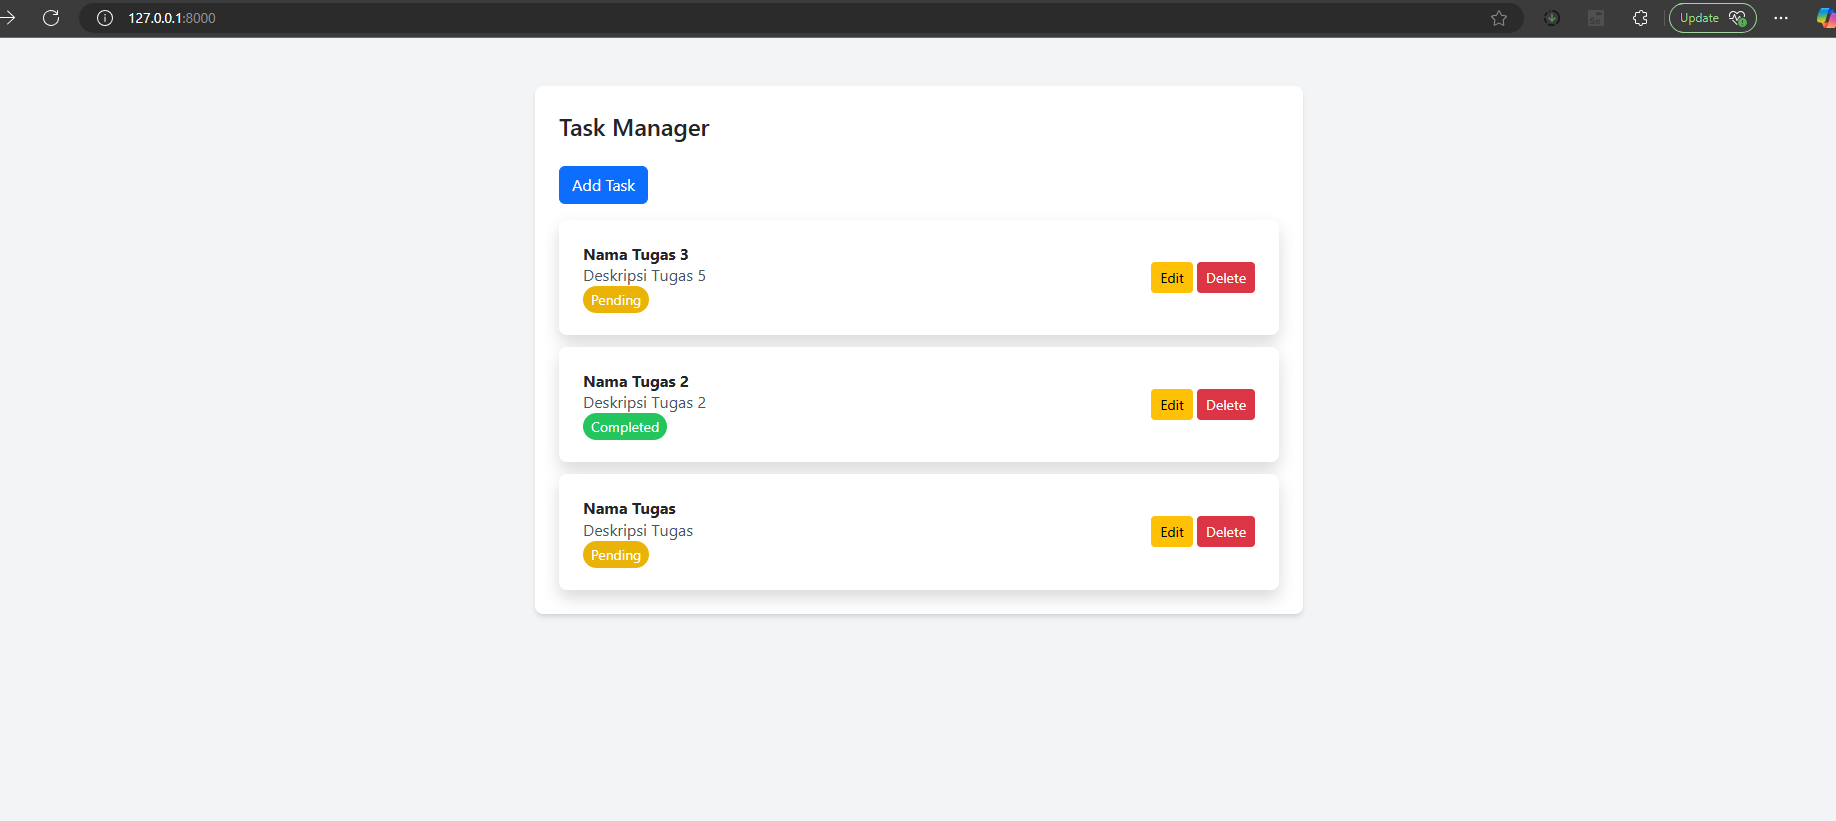 127.0.0.1:8000
Update
Task Manager
Add Task
Nama Tugas 3
Deskripsi Tugas 5
Pending
Edit Delete
Nama Tugas 2
Deskripsi Tugas 2
Completed
Edit Delete
Nama Tugas
Deskripsi Tugas
Pending
Edit Delete